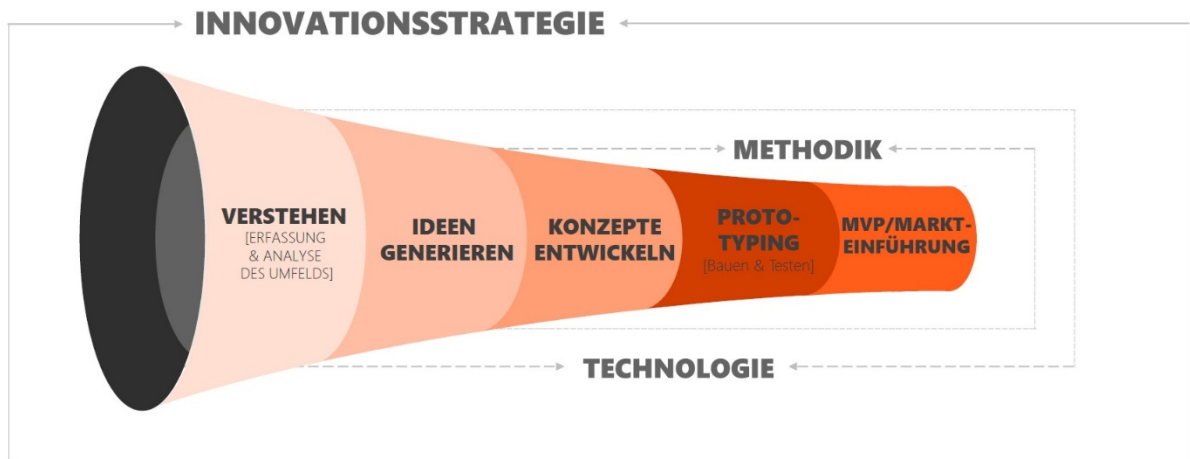 INNOVATIONSSTRATEGIE
METHODIK
VERSTEHEN
[ERFASSUNG
& ANALYSE
DES UMFELDS]
IDEEN
GENERIEREN
KONZEPTE
ENTWICKELN
PROTO-
TYPING
[Bauen & Testen]
MVP/MARKT-
EINFÜHRUNG
TECHNOLOGIE